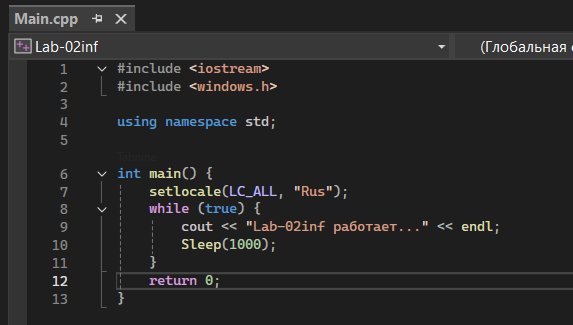 Main.cpp
Lab-02inf
(Глобальная
1 #include <iostream>
2 #include <windows.h>
3
4 using namespace std;
5
6 int main() {
7 setlocale(LC_ALL, "Rus");
8 while (true) {
9 cout << "Lab-02inf работает..." << endl;
10 Sleep(1000);
11 }
12 return 0;
13 }